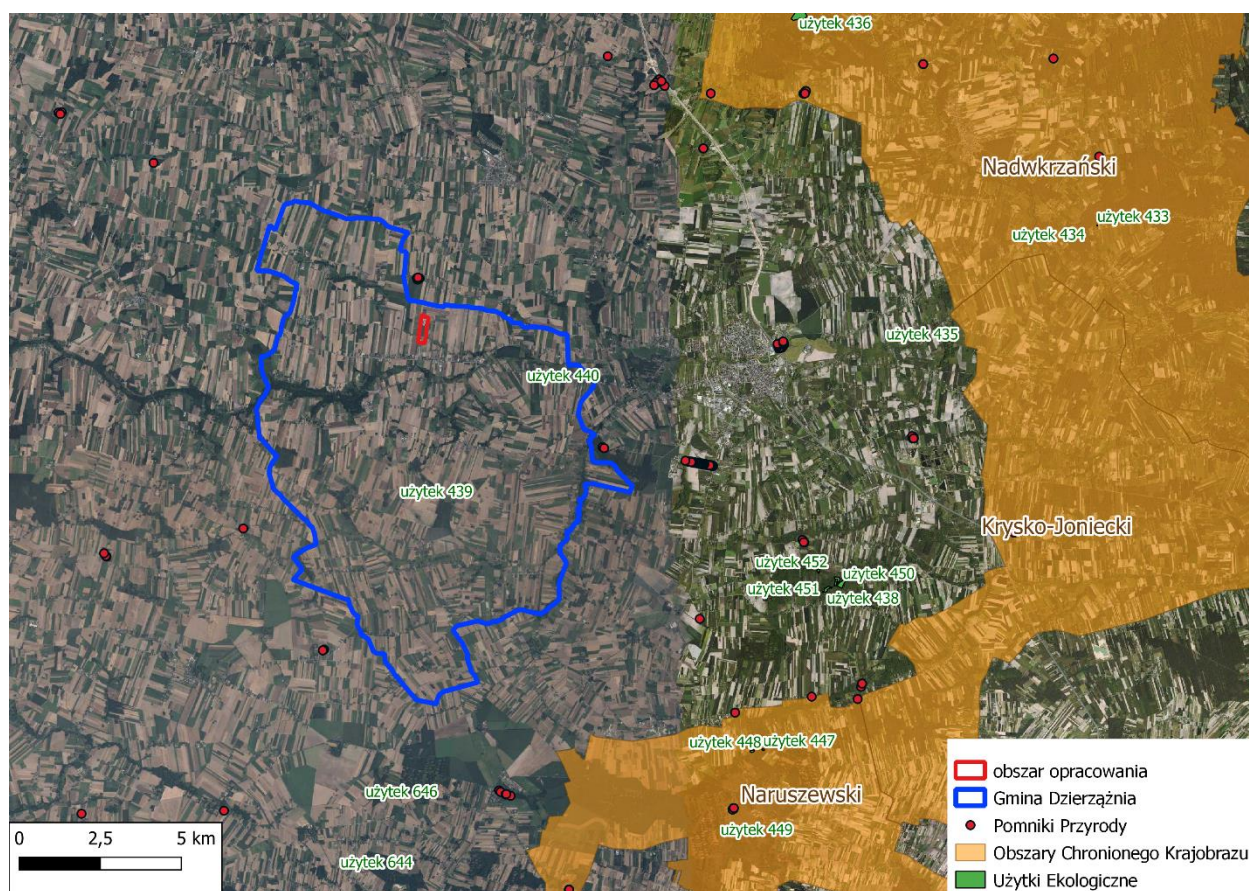 użytek 436
Nadwkrzański
użytek 433
użytek 434
użytek 435
użytek 440
użytek 439
Krysko-Joniecki
użytek 452
użytek 450
użytek 451
użytek 438
użytek 448
użytek 447
Naruszewski
użytek 646
użytek 449
użytek 644
0 2,5 5 km
obszar opracowania
Gmina Dzierzążnia
Pomniki Przyrody
Obszary Chronionego Krajobrazu
Użytki Ekologiczne